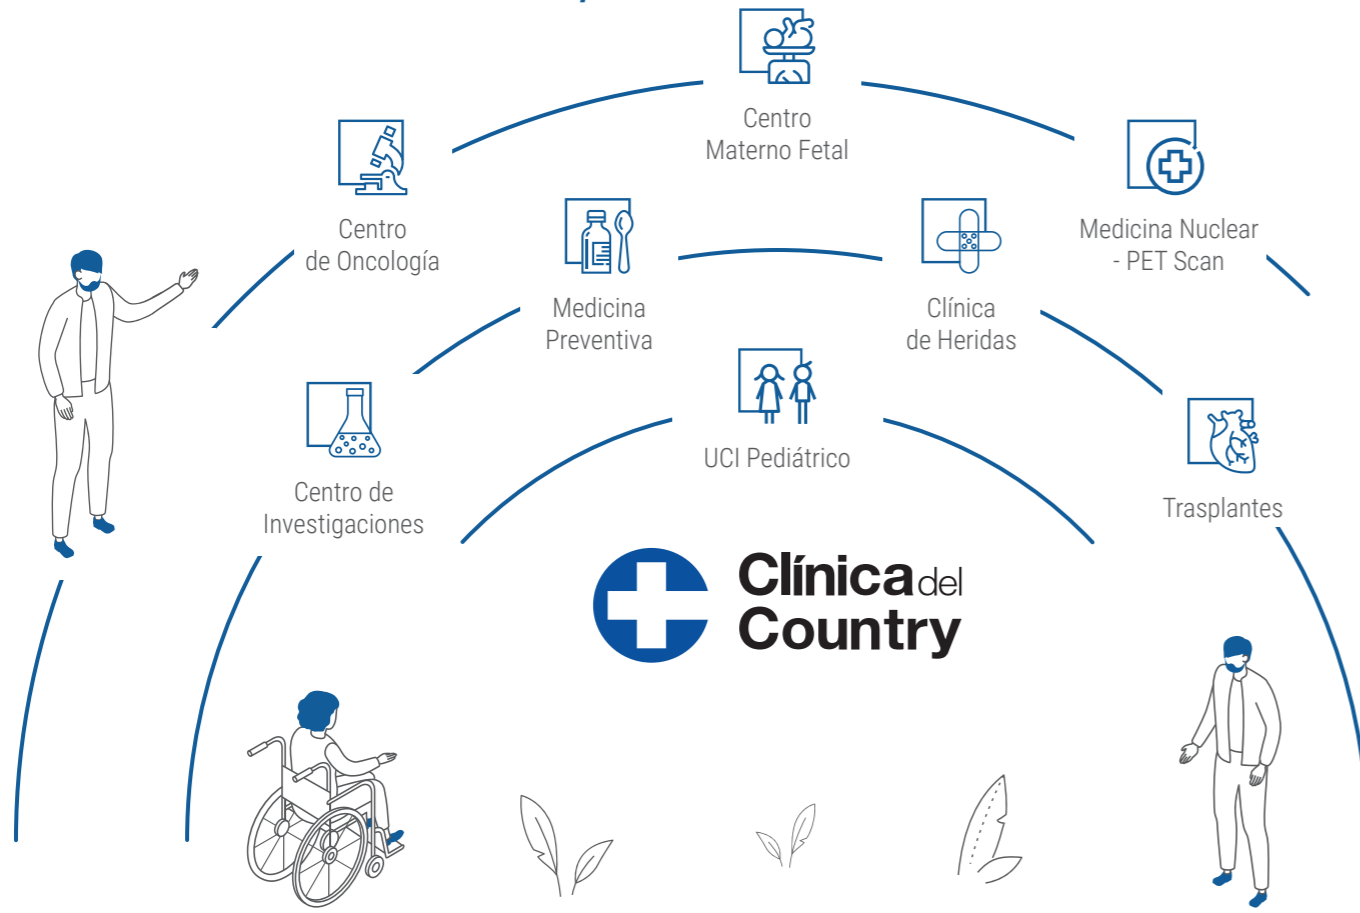 Centro
Materno Fetal
Centro
de Oncología
Medicina Nuclear
- PET Scan
Medicina
Preventiva
Clínica
de Heridas
UCI Pediátrico
Centro de
Investigaciones
Trasplantes
Clínica del
Country